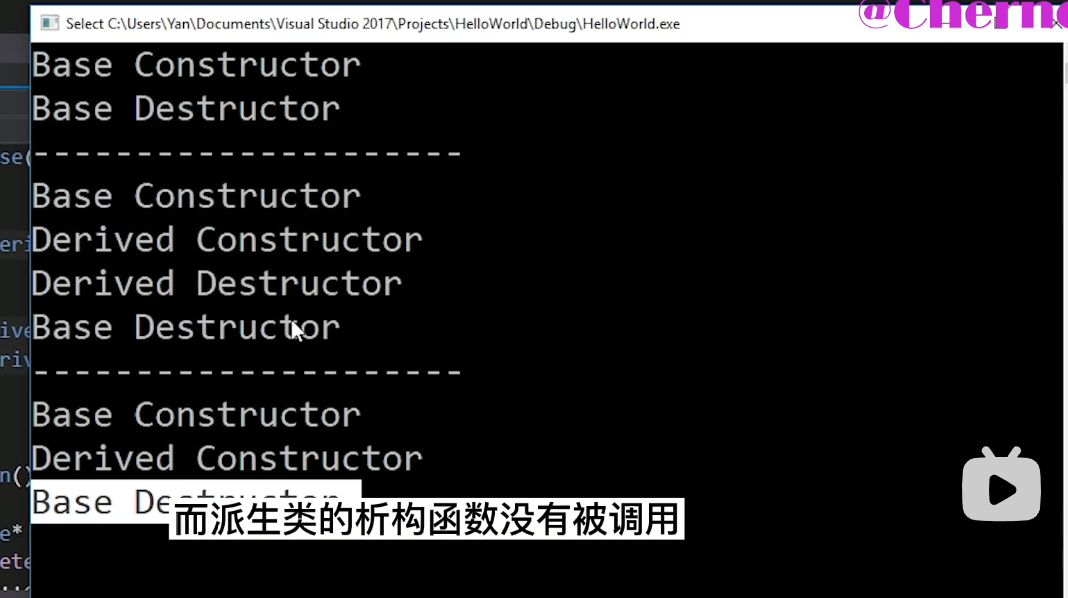 @Cherno
Select C:\Users\Yan\Documents\Visual Studio 2017\Projects\HelloWorld\Debug\HelloWorld.exe
Base Constructor
Base Destructor
---------------------
Base Constructor
Derived Constructor
Derived Destructor
Base Destructor
---------------------
Base Constructor
Derived Constructor
Base Destructor
而派生类的析构函数没有被调用